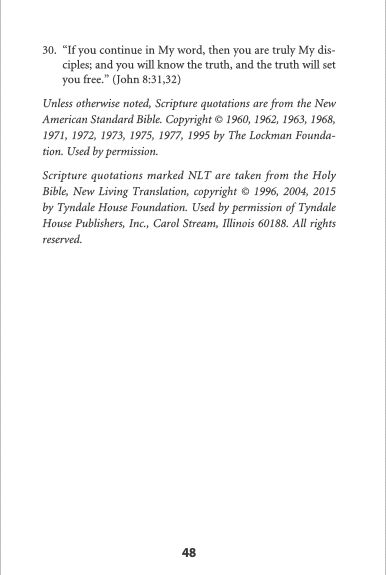 30. “If you continue in My word, then you are truly My dis-
ciples; and you will know the truth, and the truth will set
you free.” (John 8:31,32)
Unless otherwise noted, Scripture quotations are from the New
American Standard Bible. Copyright © 1960, 1962, 1963, 1968,
1971, 1972, 1973, 1975, 1977, 1995 by The Lockman Founda-
tion. Used by permission.
Scripture quotations marked NLT are taken from the Holy
Bible, New Living Translation, copyright © 1996, 2004, 2015
by Tyndale House Foundation. Used by permission of Tyndale
House Publishers, Inc., Carol Stream, Illinois 60188. All rights
reserved.
48